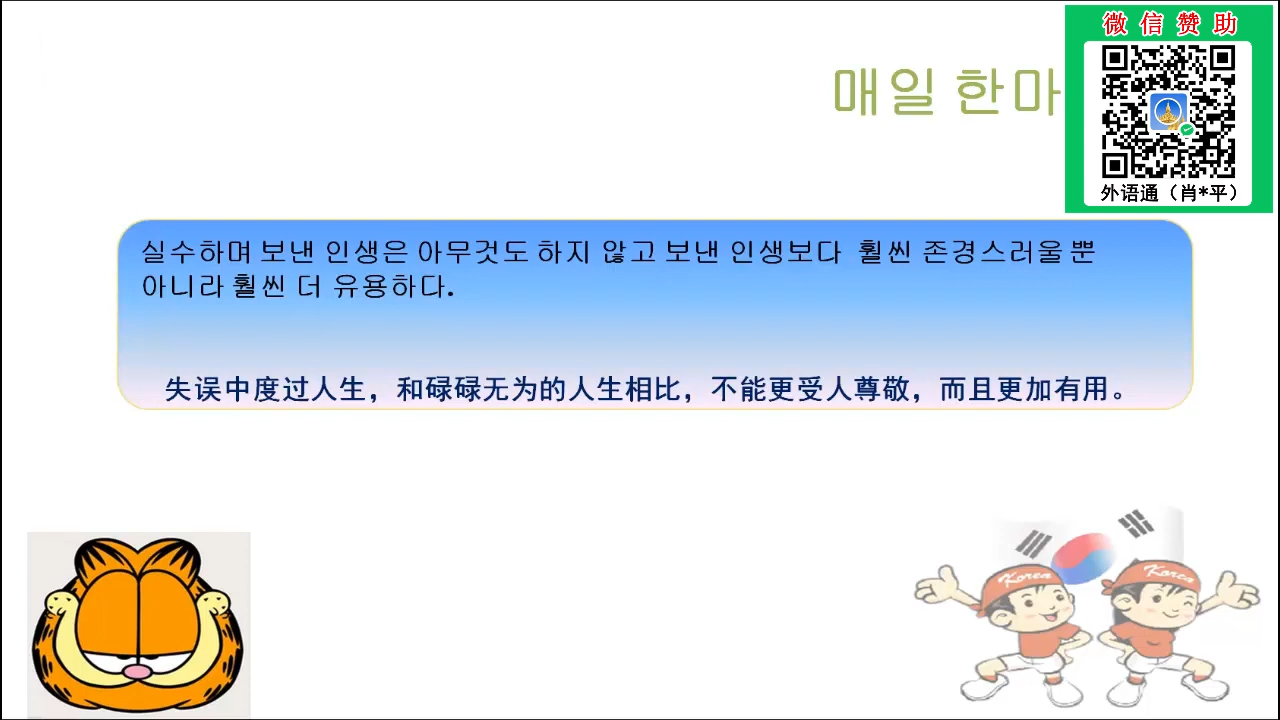 微信赞助
매일 한마
외语通（肖*平）
실수하며 보낸 인생은 아무것도 하지 않고 보낸 인생보다 훨씬 존경스러울 뿐
아니라 훨씬 더 유용하다.
失误中度过人生，和碌碌无为的人生相比，不能更受人尊敬，而且更加有用。
Korea
Korea